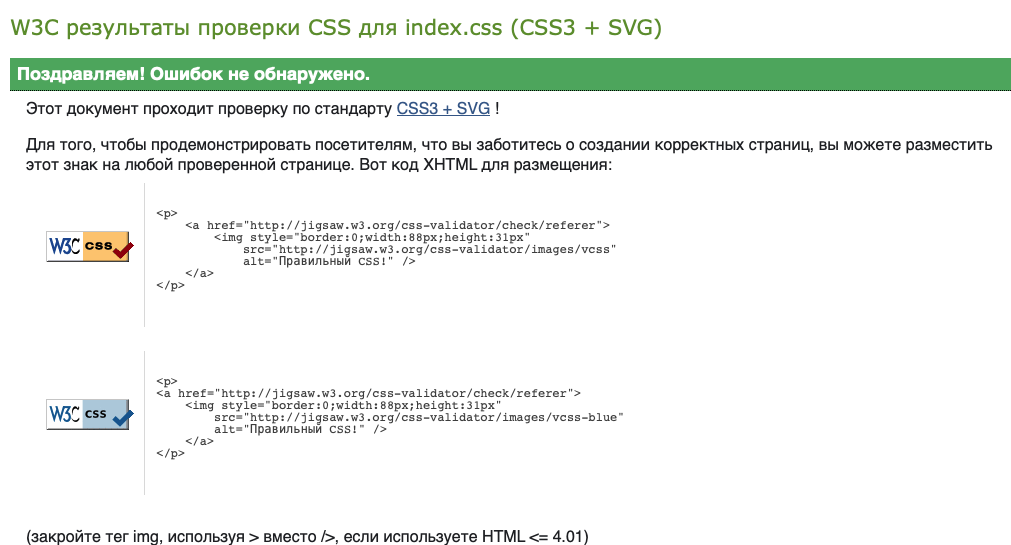 W3C результаты проверки CSS для index.css (CSS3 + SVG)
Поздравляем! Ошибок не обнаружено.
Этот документ проходит проверку по стандарту CSS3 + SVG !
Для того, чтобы продемонстрировать посетителям, что вы заботитесь о создании корректных страниц, вы можете разместить
этот знак на любой проверенной странице. Вот код XHTML для размещения:
W3C css
<p>
    <a href="http://jigsaw.w3.org/css-validator/check/referer">
        <img style="border:0;width:88px;height:31px"
            src="http://jigsaw.w3.org/css-validator/images/vcss"
            alt="Правильный CSS!" />
    </a>
</p>
W3C css
<p>
<a href="http://jigsaw.w3.org/css-validator/check/referer">
    <img style="border:0;width:88px;height:31px"
        src="http://jigsaw.w3.org/css-validator/images/vcss-blue"
        alt="Правильный CSS!" />
    </a>
</p>
(закройте тег img, используя > вместо />, если используете HTML <= 4.01)